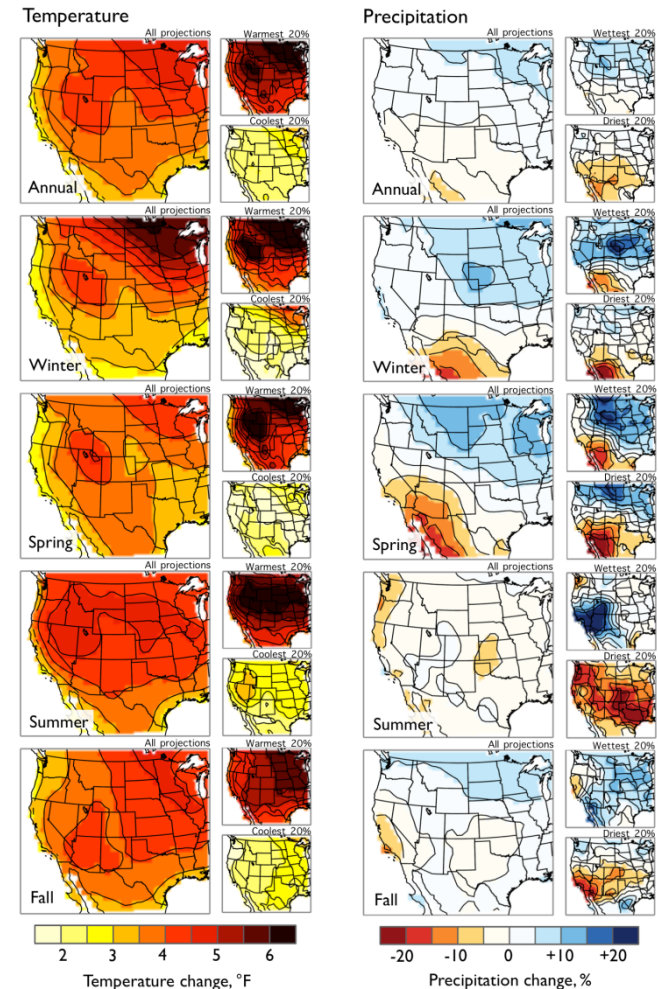 Temperature
All projections
Warmest 20%
Coolest 20%
Annual
All projections
Warmest 20%
Coolest 20%
Winter
All projections
Warmest 20%
Coolest 20%
Spring
All projections
Warmest 20%
Coolest 20%
Summer
All projections
Warmest 20%
Coolest 20%
Fall
2 3 4 5 6
Temperature change, °F
Precipitation
All projections
Wettest 20%
Driest 20%
Annual
All projections
Wettest 20%
Driest 20%
Winter
All projections
Wettest 20%
Driest 20%
Spring
All projections
Wettest 20%
Driest 20%
Summer
All projections
Wettest 20%
Driest 20%
Fall
-20 -10 0 +10 +20
Precipitation change, %